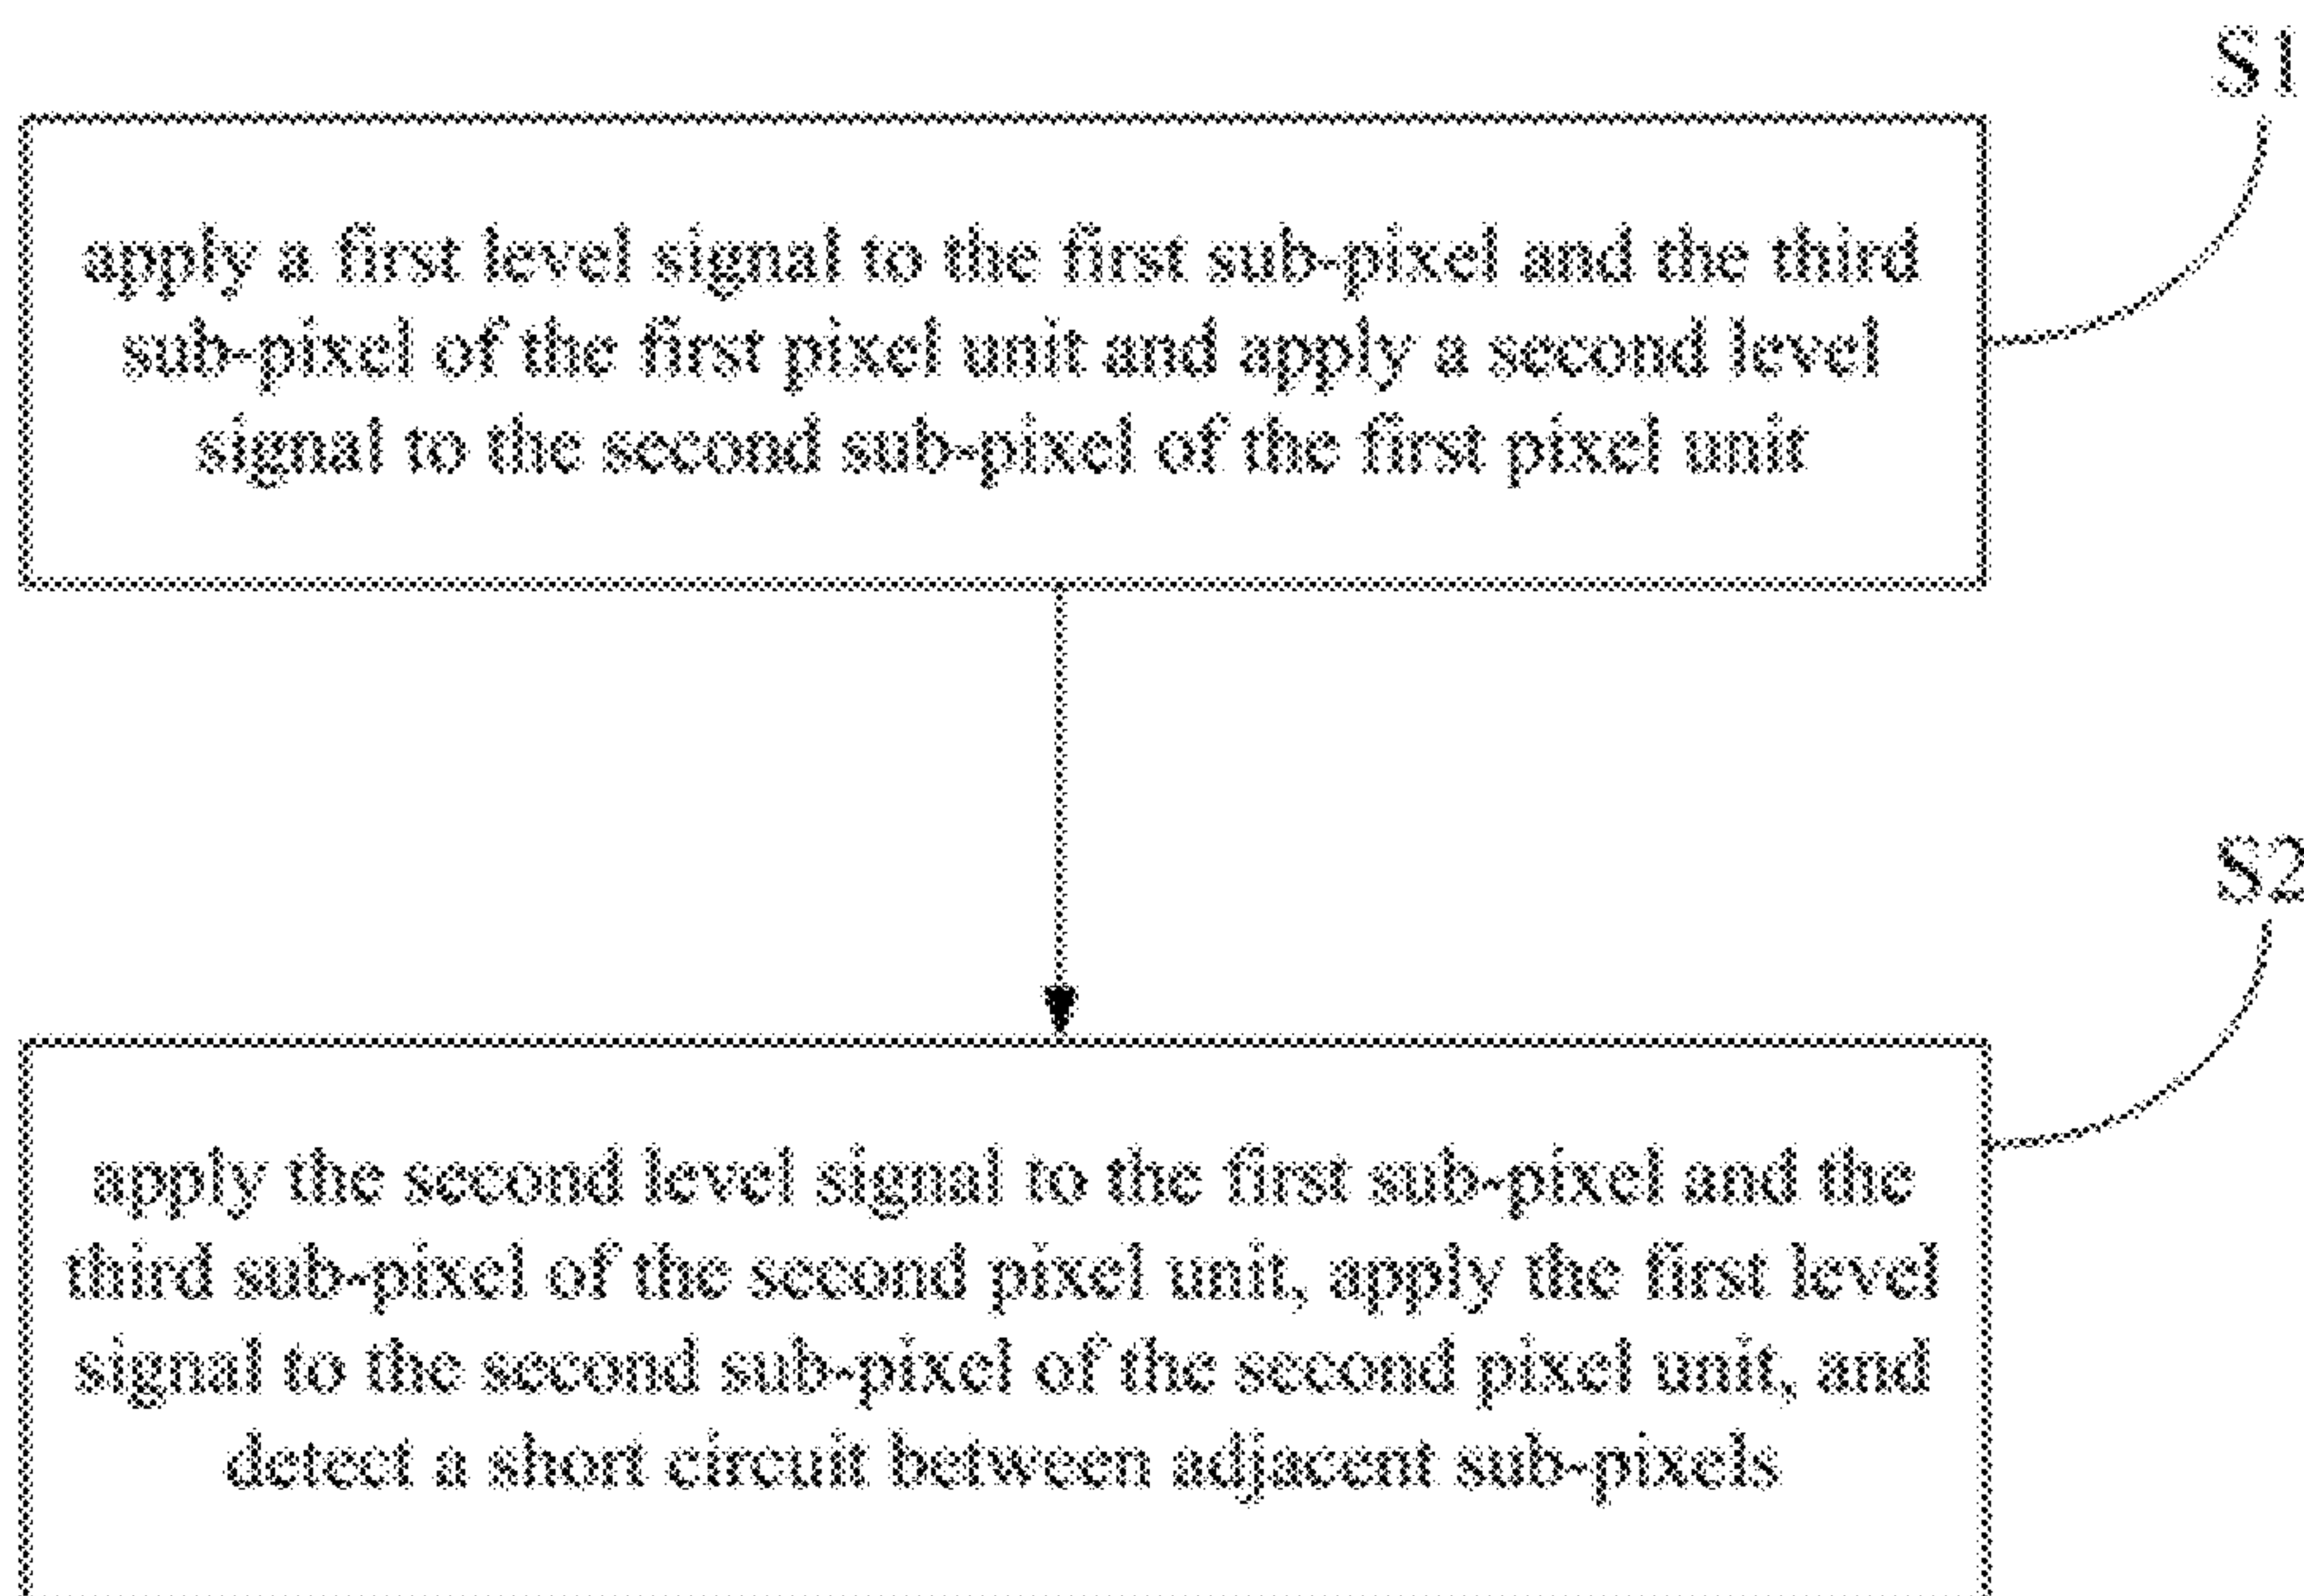 S1
apply a first level signal to the first sub-pixel and the third
sub-pixel of the first pixel unit and apply a second level
signal to the second sub-pixel of the first pixel unit
S2
apply the second level signal to the first sub-pixel and the
third sub-pixel of the second pixel unit, apply the first level
signal to the second sub-pixel of the second pixel unit, and
detect a short circuit between adjacent sub-pixels